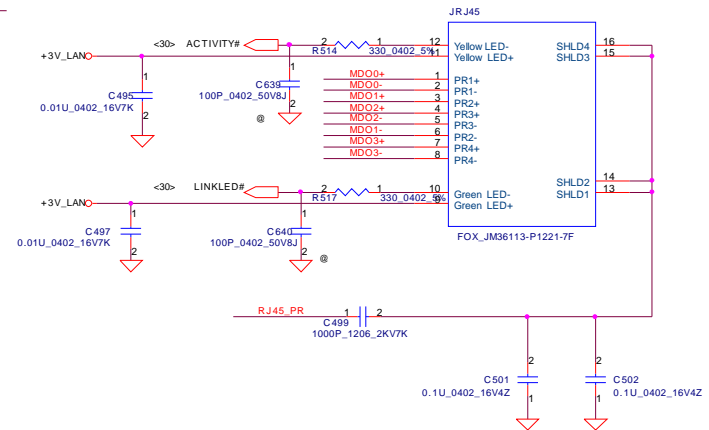 JRJ45
<30> ACTIVITY# 2 1 12 Yellow LED- SHLD4 16
+3V_LAN R514 330_0402_5% 11 Yellow LED+ SHLD3 15
1 C495 2
0.01U_0402_16V7K
1 C639 2
100P_0402_50V8J
@
MDO0+ 1 PR1+
MDO0- 2 PR1-
MDO1+ 3 PR2+
MDO2+ 4 PR3+
MDO2- 5 PR3-
MDO1- 6 PR2-
MDO3+ 7 PR4+
MDO3- 8 PR4-
SHLD2 14
<30> LINKLED# 2 1 10 Green LED- SHLD1 13
+3V_LAN R517 330_0402_5% 9 Green LED+
1 C497 2
0.01U_0402_16V7K
1 C640 2
100P_0402_50V8J
@
FOX_JM36113-P1221-7F
RJ45_PR 1 2
C499
1000P_1206_2KV7K
2 C501 1
0.1U_0402_16V4Z
2 C502 1
0.1U_0402_16V4Z